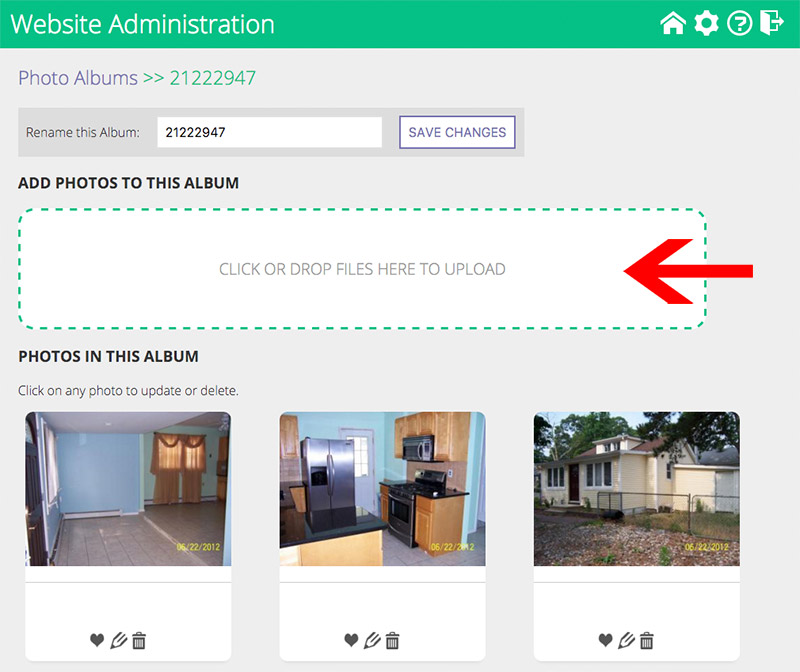 Website Administration
Photo Albums >> 21222947
Rename this Album: 21222947 SAVE CHANGES
ADD PHOTOS TO THIS ALBUM
CLICK OR DROP FILES HERE TO UPLOAD
PHOTOS IN THIS ALBUM
Click on any photo to update or delete.
06/22/2012 06/22/2012 06/22/2012